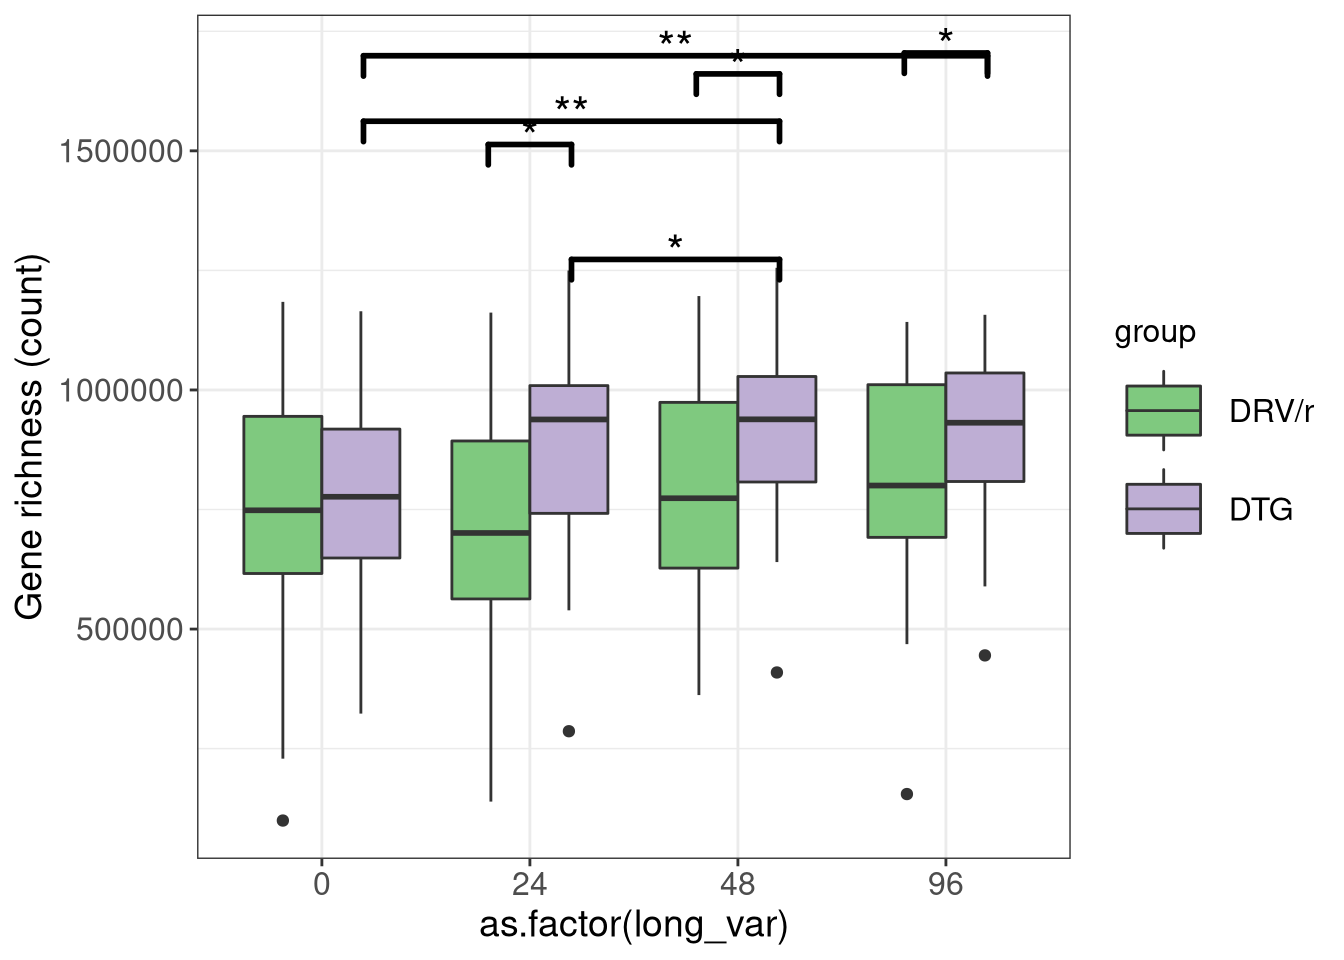 **
*
*
**
*
*
Gene richness (count)
1500000
1000000
500000
0 24 48 96
as.factor(long_var)
group
DRV/r
DTG